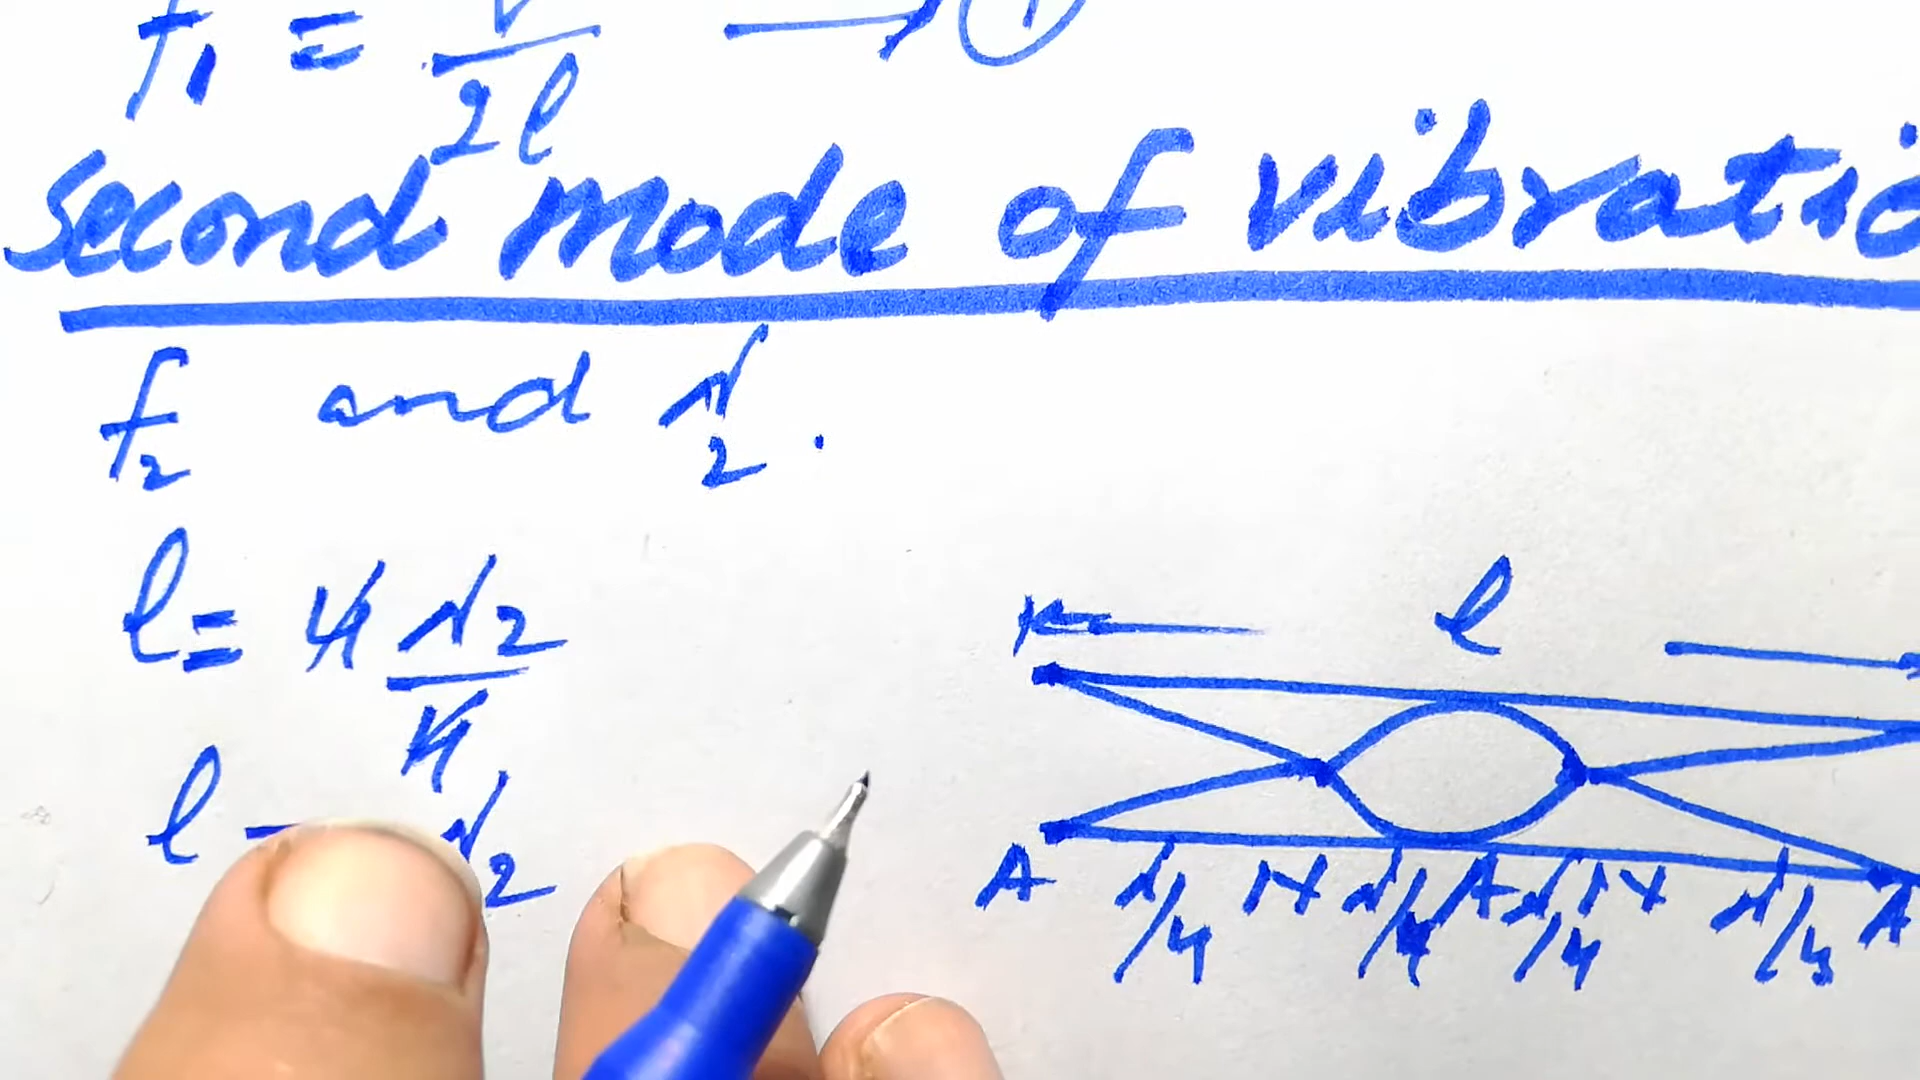 f₁ = v/2l → ①
Second mode of vibratio
f₂ and λ₂.
l = 4 λ₂/4
l = λ₂
l
A λ/4 N λ/4 A λ/4 N λ/4 A